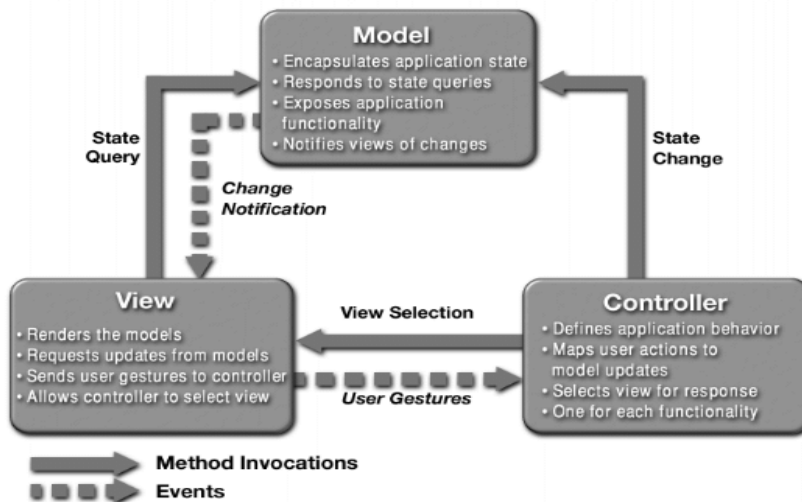 Model
• Encapsulates application state
• Responds to state queries
• Exposes application
functionality
• Notifies views of changes
State
Query
Change
Notification
State
Change
View
• Renders the models
• Requests updates from models
• Sends user gestures to controller
• Allows controller to select view
View Selection
User Gestures
Controller
• Defines application behavior
• Maps user actions to
model updates
• Selects view for response
• One for each functionality
Method Invocations
Events